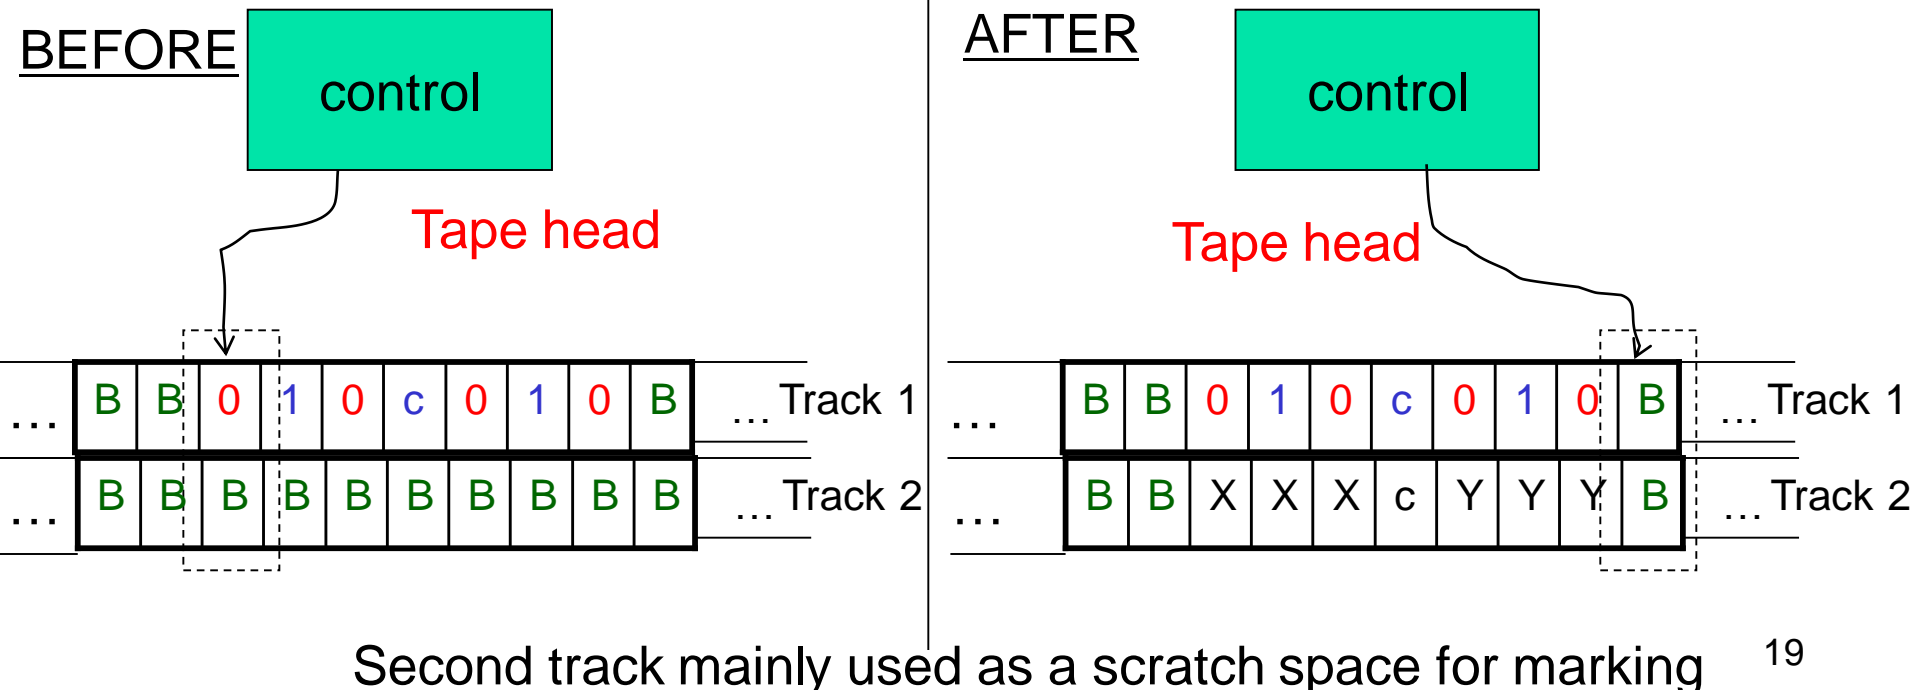 BEFORE
control
Tape head
... B B 0 1 0 c 0 1 0 B ... Track 1
... B B B B B B B B B B ... Track 2
AFTER
control
Tape head
... B B 0 1 0 c 0 1 0 B ... Track 1
... B B X X X c Y Y Y B ... Track 2
Second track mainly used as a scratch space for marking
19